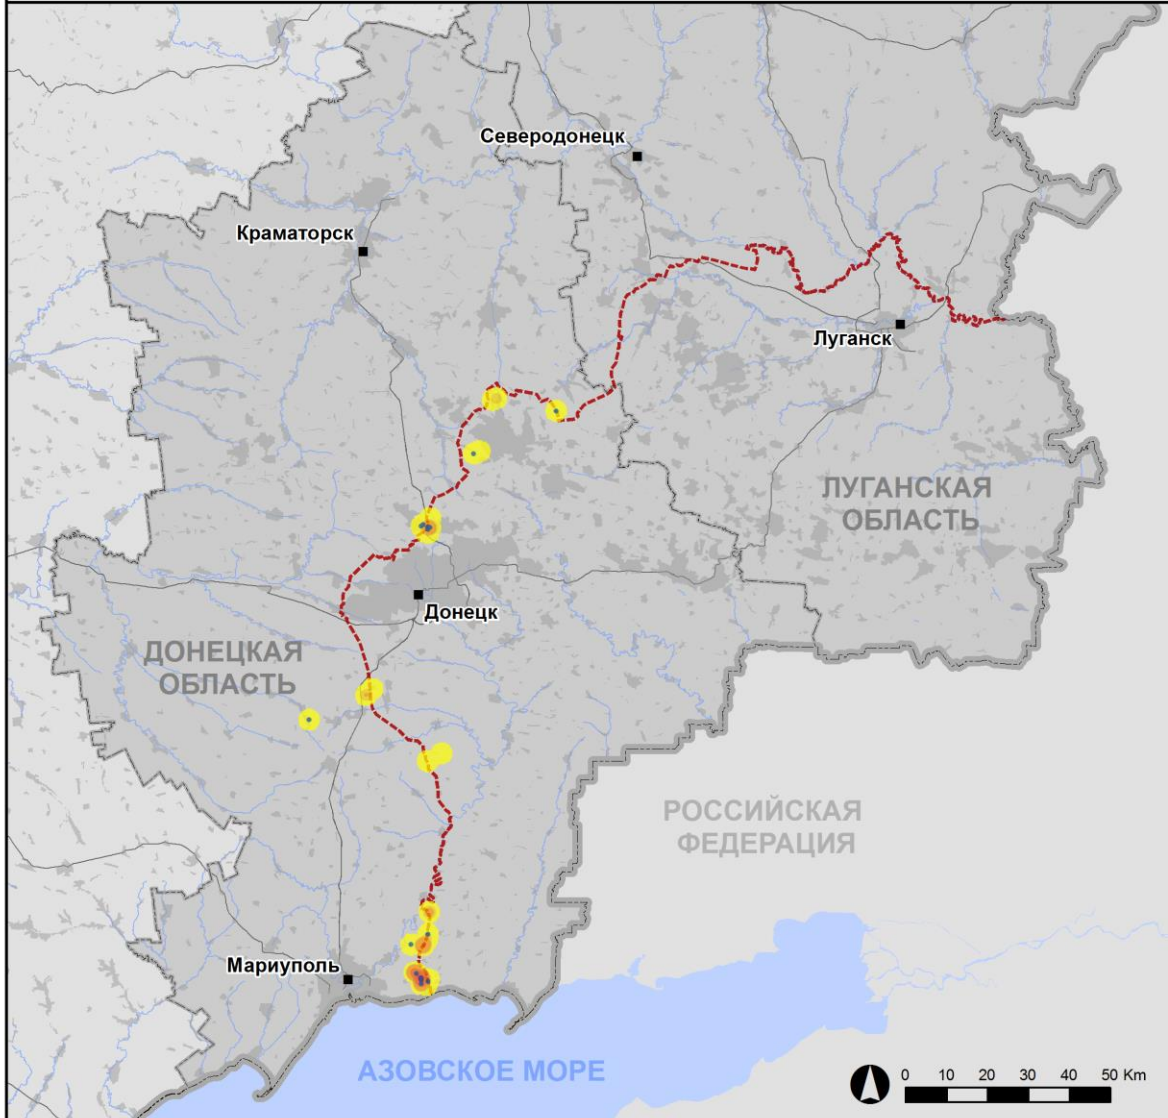 Северодонецк
Краматорск
Луганск
ЛУГАНСКАЯ
ОБЛАСТЬ
Донецк
ДОНЕЦКАЯ
ОБЛАСТЬ
РОССИЙСКАЯ
ФЕДЕРАЦИЯ
Мариуполь
АЗОВСКОЕ МОРЕ
0 10 20 30 40 50 Km